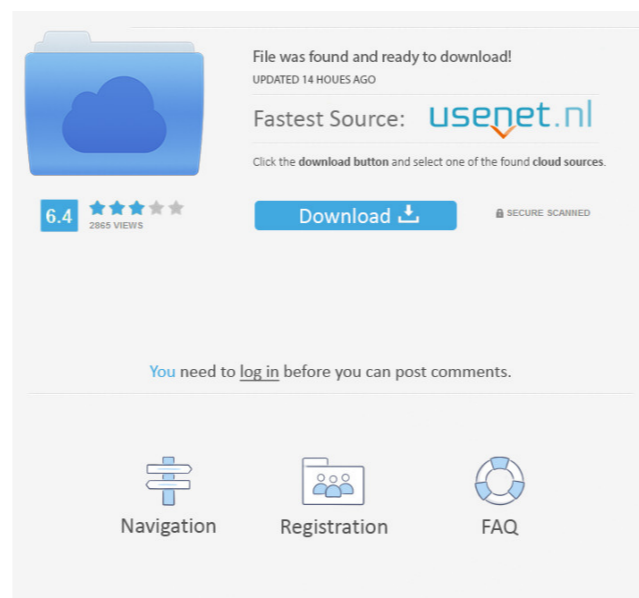 File was found and ready to download!
UPDATED 14 HOUES AGO
Fastest Source: usenet.nl
Click the download button and select one of the found cloud sources.
6.4
2865 VIEWS
Download
SECURE SCANNED
You need to log in before you can post comments.
Navigation
Registration
FAQ